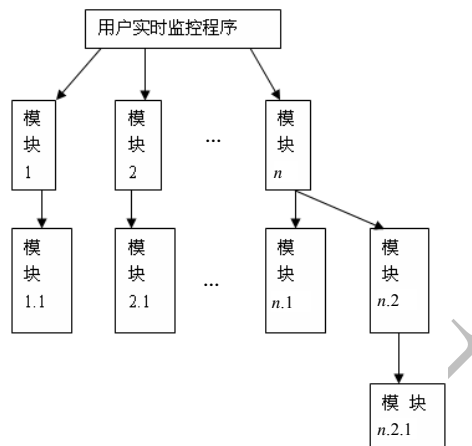 用户实时监控程序
模
块
1
模
块
2
...
模
块
n
模
块
1.1
模
块
2.1
...
模
块
n.1
模
块
n.2
模 块
n.2.1